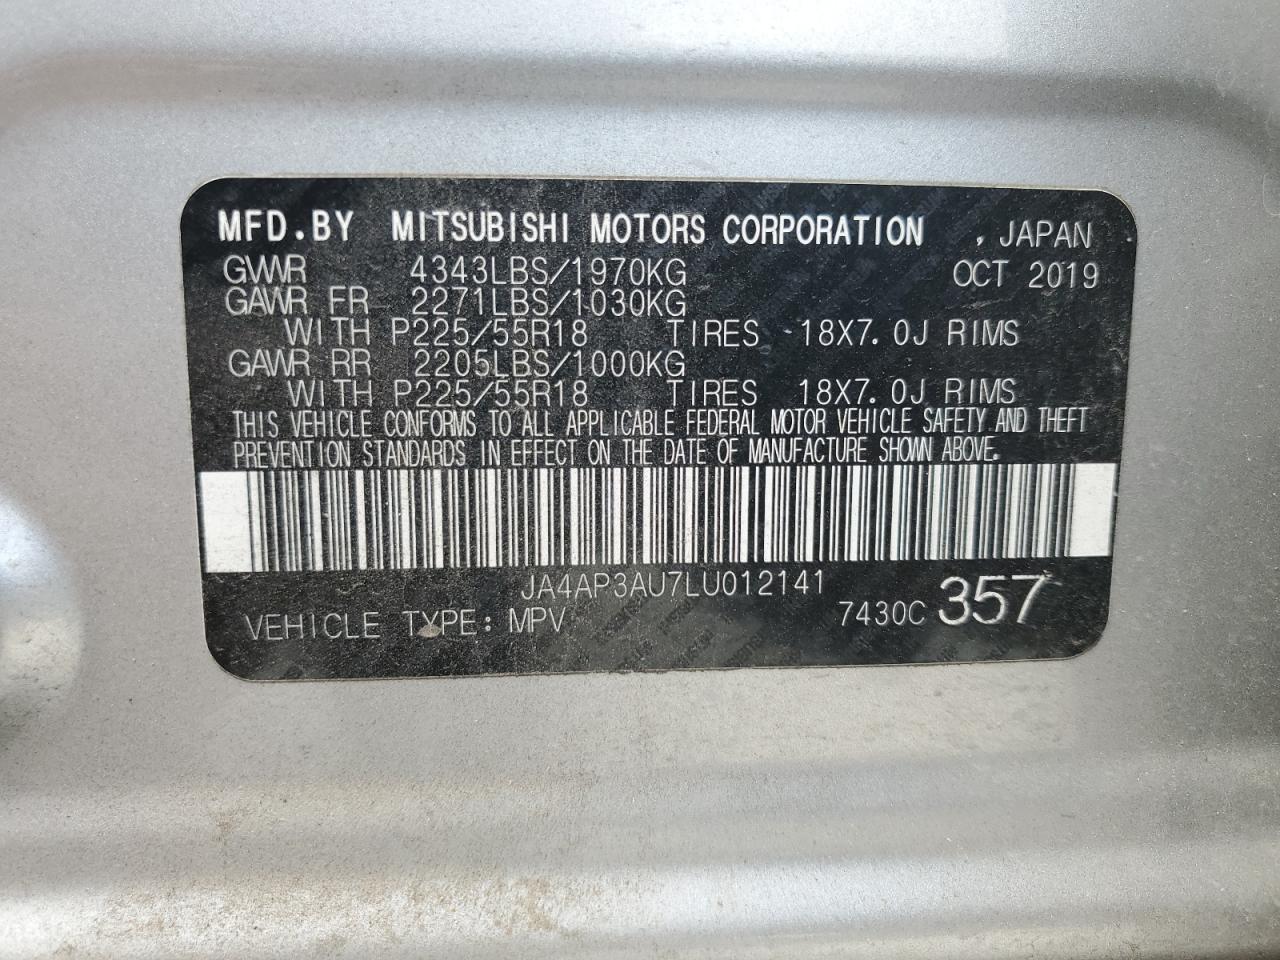 MFD.BY MITSUBISHI MOTORS CORPORATION , JAPAN
GVWR 4343LBS/1970KG OCT 2019
GAWR FR 2271LBS/1030KG
WITH P225/55R18 TIRES 18X7.0J RIMS
GAWR RR 2205LBS/1000KG
WITH P225/55R18 TIRES 18X7.0J RIMS
THIS VEHICLE CONFORMS TO ALL APPLICABLE FEDERAL MOTOR VEHICLE SAFETY AND THEFT
PREVENTION STANDARDS IN EFFECT ON THE DATE OF MANUFACTURE SHOWN ABOVE.
JA4AP3AU7LU012141
VEHICLE TYPE: MPV 7430C 357